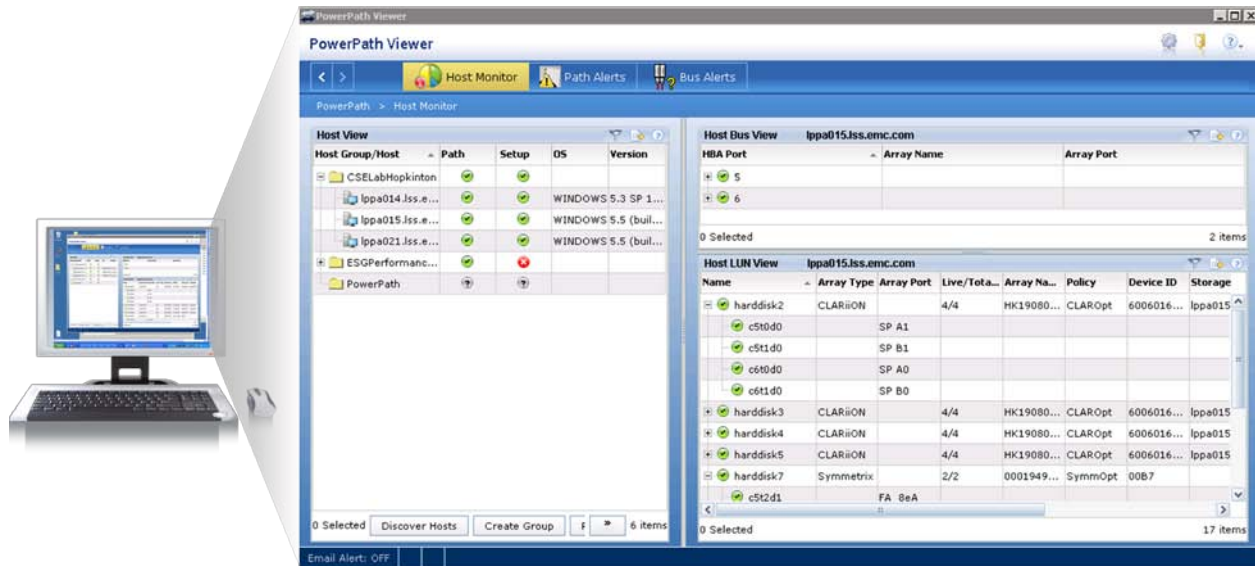 PowerPath Viewer
PowerPath Viewer
Host Monitor Path Alerts Bus Alerts
PowerPath > Host Monitor
Host View
Host Group/Host Path Setup OS Version
CSELabHopkinton
lppa014.lss.e... WINDOWS 5.3 SP 1...
lppa015.lss.e... WINDOWS 5.5 (buil...
lppa021.lss.e... WINDOWS 5.5 (buil...
ESGPerformanc...
PowerPath
0 Selected Discover Hosts Create Group » 6 items
Host Bus View lppa015.lss.emc.com
HBA Port Array Name Array Port
5
6
0 Selected 2 items
Host LUN View lppa015.lss.emc.com
Name Array Type Array Port Live/Tota... Array Na... Policy Device ID Storage
harddisk2 CLARiiON 4/4 HK19080... CLAROpt 6006016... lppa015
c5t0d0 SP A1
c5t1d0 SP B1
c6t0d0 SP A0
c6t1d0 SP B0
harddisk3 CLARiiON 4/4 HK19080... CLAROpt 6006016... lppa015
harddisk4 CLARiiON 4/4 HK19080... CLAROpt 6006016... lppa015
harddisk5 CLARiiON 4/4 HK19080... CLAROpt 6006016... lppa015
harddisk7 Symmetrix 2/2 0001949... SymmOpt 00B7
c5t2d1 FA 8eA
0 Selected 17 items
Email Alert: OFF